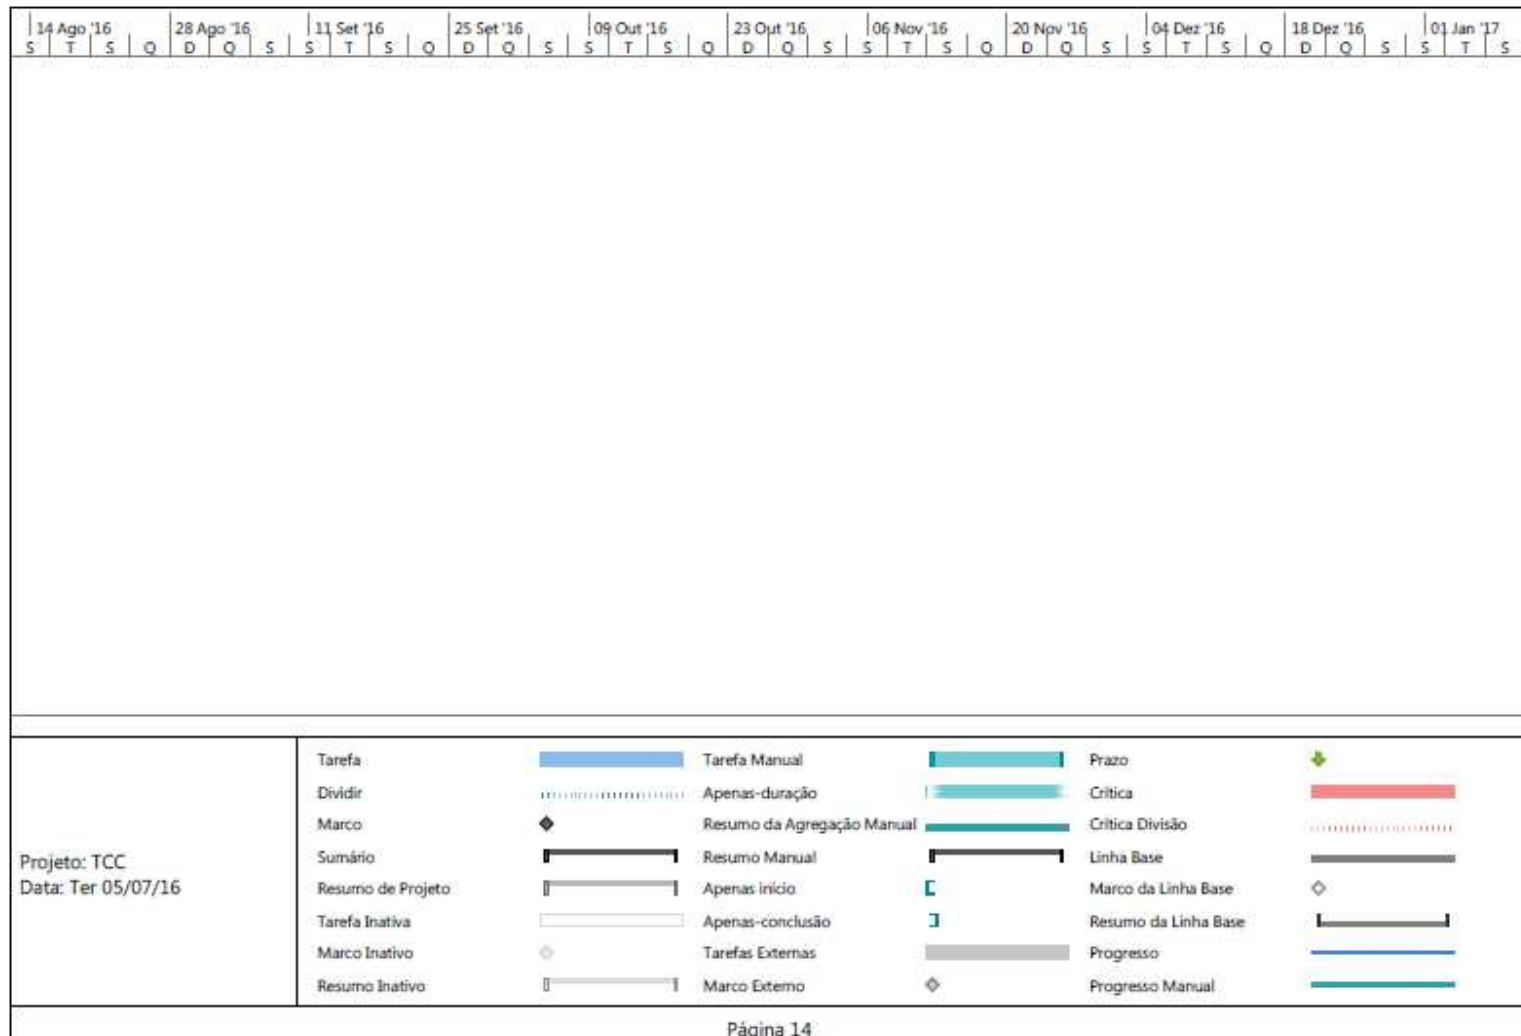 14 Ago '16 28 Ago '16 11 Set '16 25 Set '16 09 Out '16 23 Out '16 06 Nov '16 20 Nov '16 04 Dez '16 18 Dez '16 01 Jan '17
S T S Q D Q S S T S Q D Q S S T S Q D Q S S T S Q D Q S S T S Q D Q S S T S
Tarefa Tarefa Manual Prazo
Dividir Apenas-duração Crítica
Marco Resumo da Agregação Manual Crítica Divisão
Sumário Resumo Manual Linha Base
Resumo de Projeto Apenas início Marco da Linha Base
Tarefa Inativa Apenas-conclusão Resumo da Linha Base
Marco Inativo Tarefas Externas Progresso
Resumo Inativo Marco Externo Progresso Manual
Projeto: TCC
Data: Ter 05/07/16
Página 14